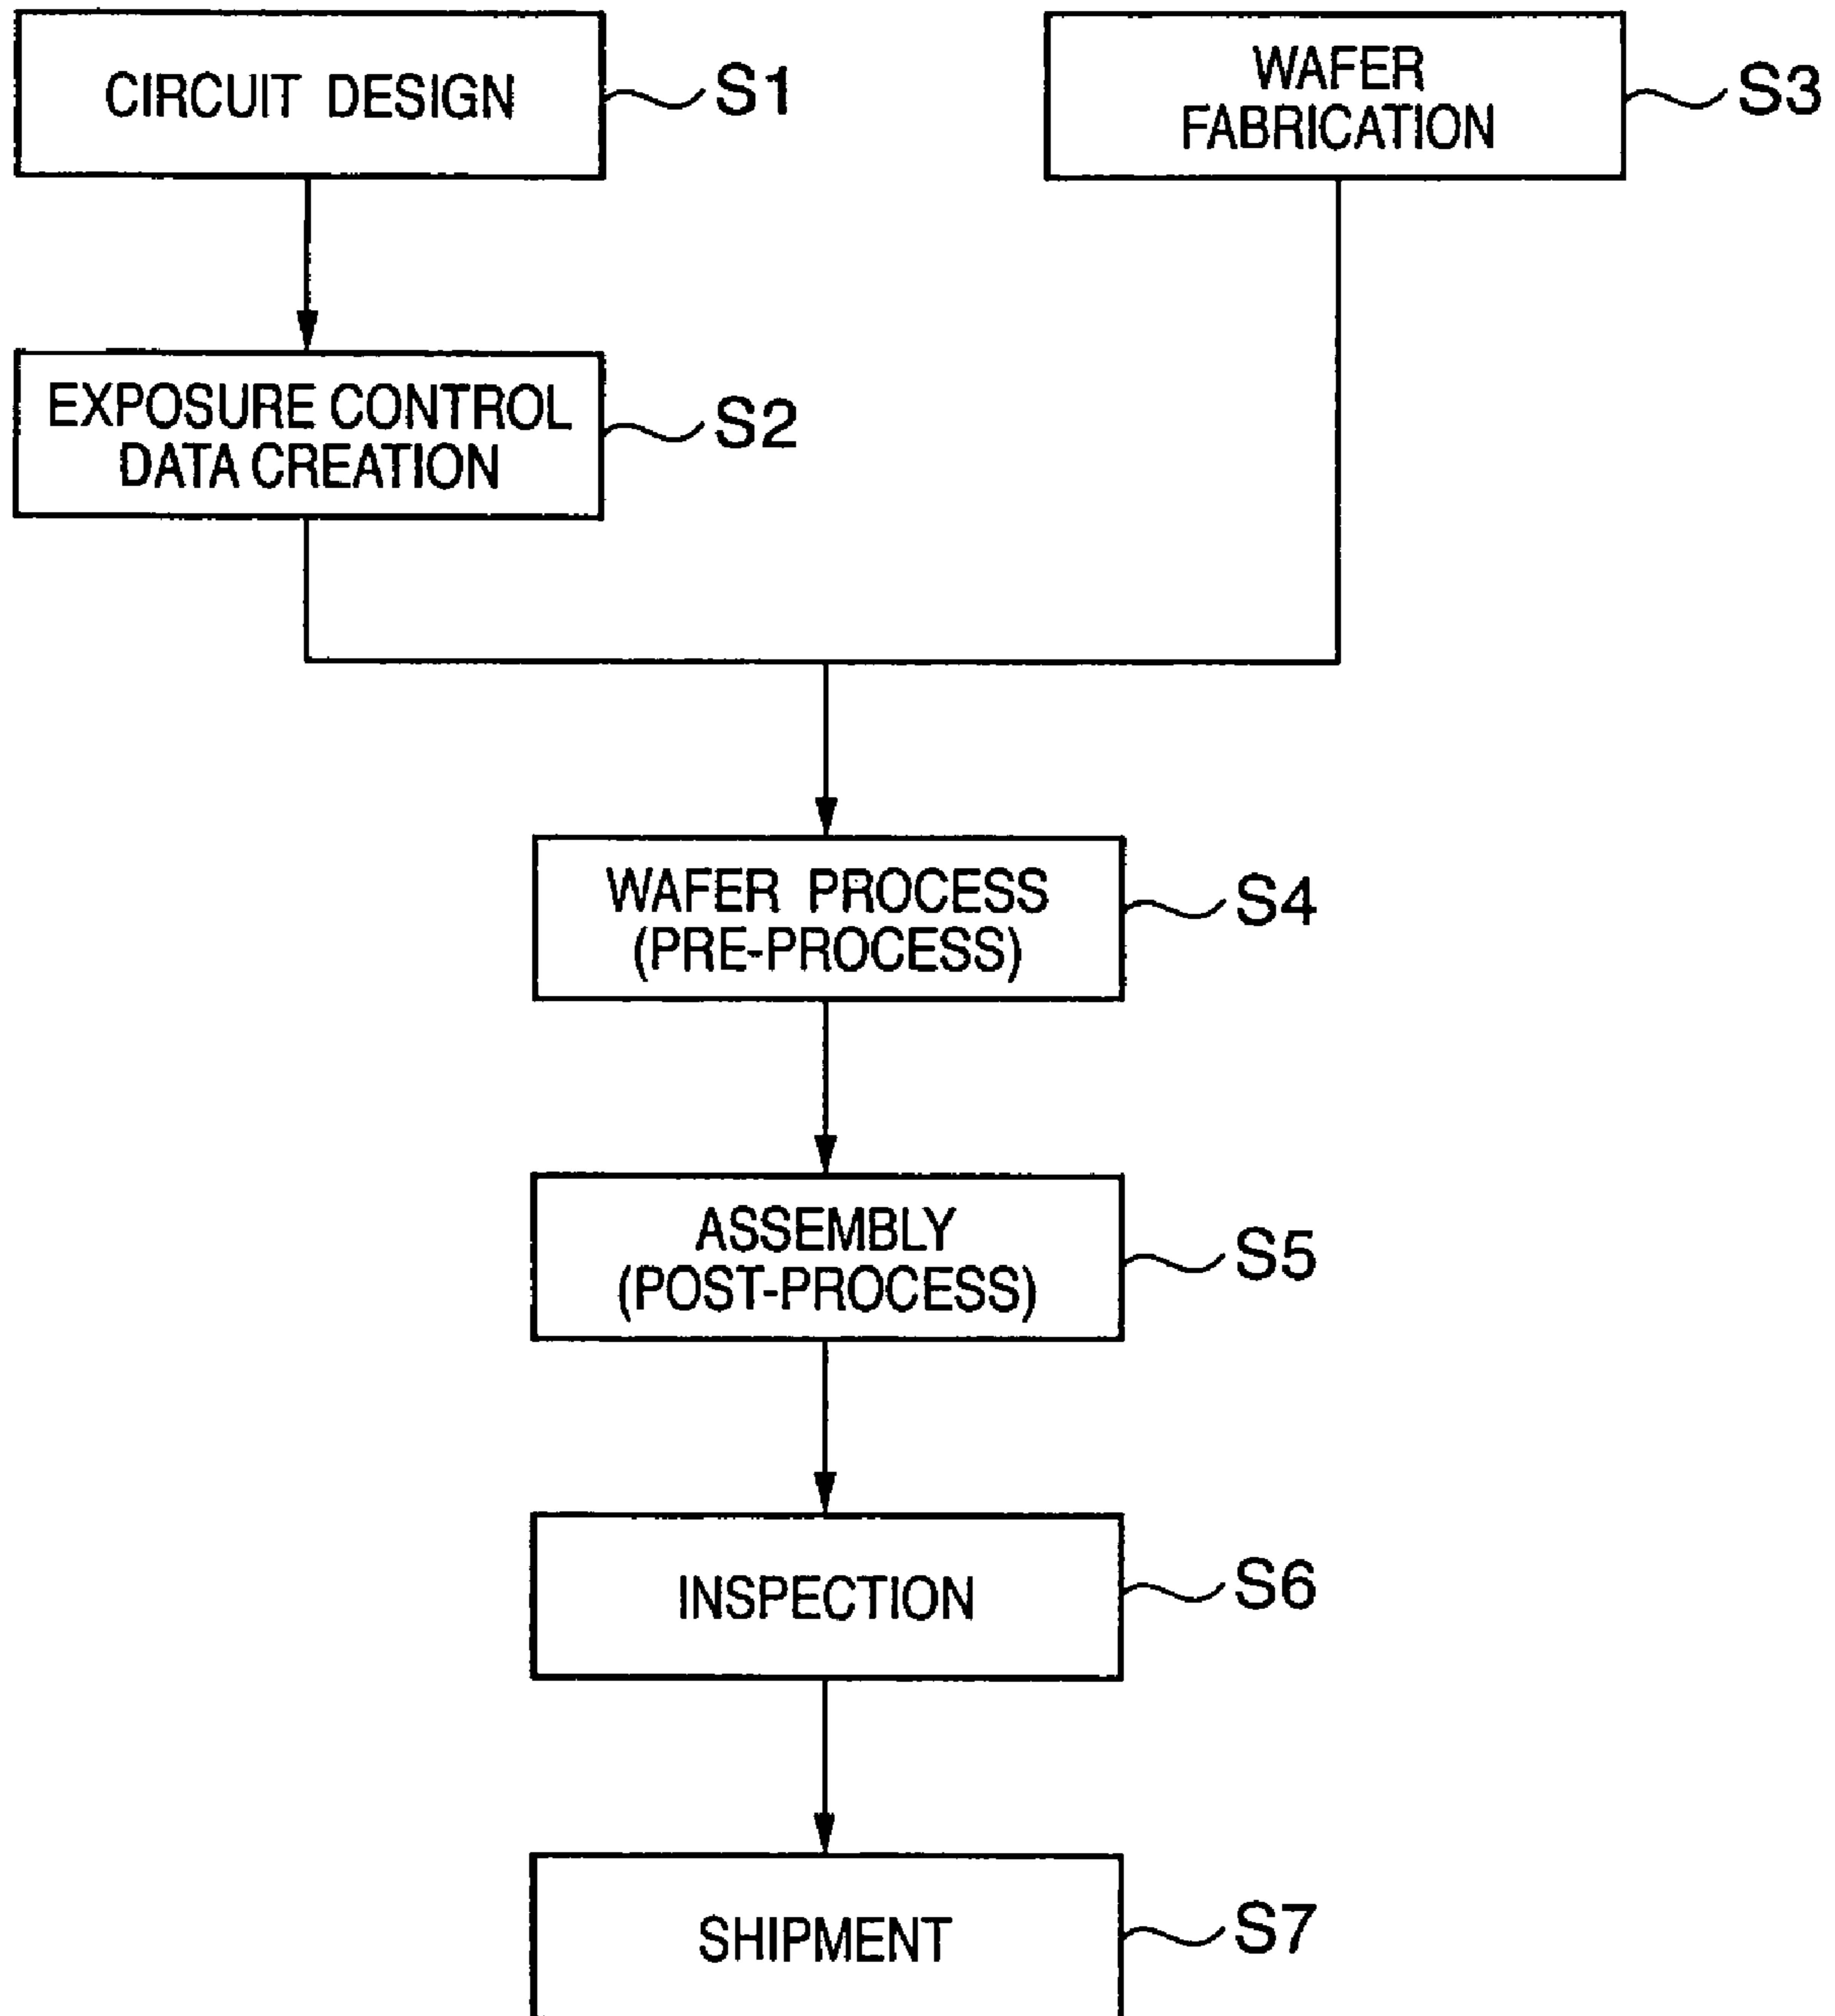 CIRCUIT DESIGN
S1
WAFER
FABRICATION
S3
EXPOSURE CONTROL
DATA CREATION
S2
WAFER PROCESS
(PRE-PROCESS)
S4
ASSEMBLY
(POST-PROCESS)
S5
INSPECTION
S6
SHIPMENT
S7